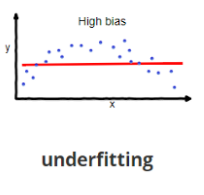 High bias
y
x
underfitting